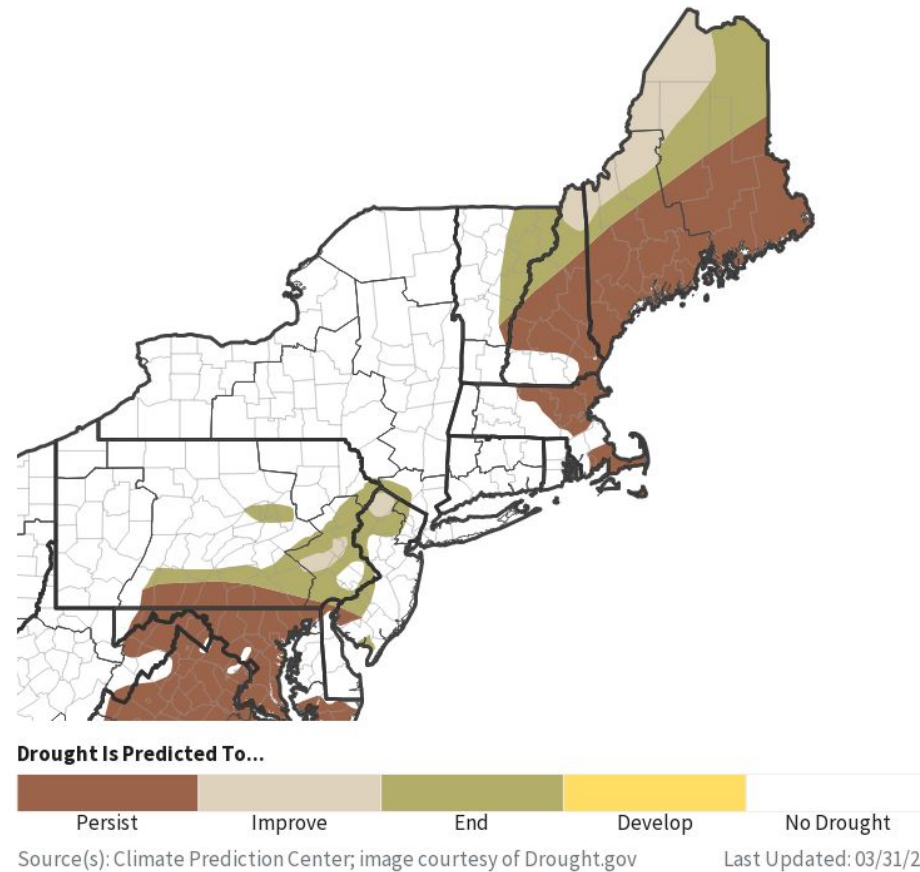 Drought Is Predicted To...
Persist Improve End Develop No Drought
Source(s): Climate Prediction Center; image courtesy of Drought.gov Last Updated: 03/31/2